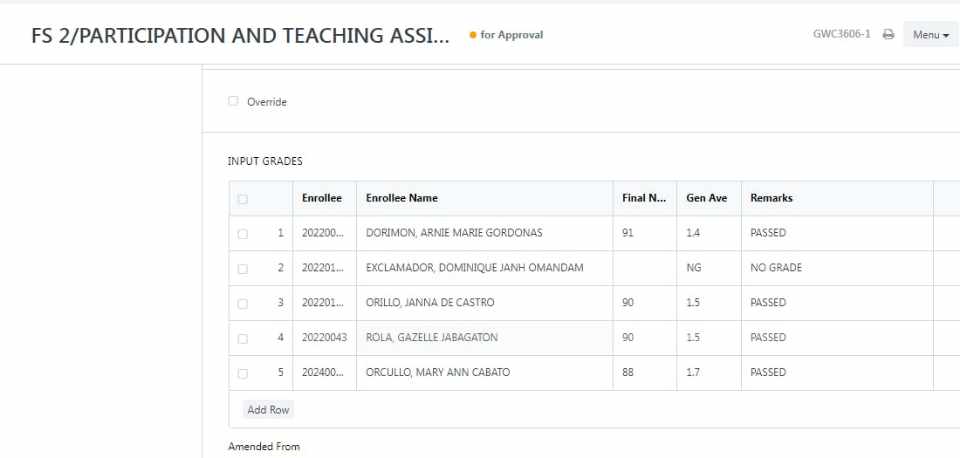 FS 2/PARTICIPATION AND TEACHING ASSI... for Approval GWC3606-1 Menu
Override
INPUT GRADES
Enrollee Enrollee Name Final N... Gen Ave Remarks
1 202200... DORIMON, ARNIE MARIE GORDONAS 91 1.4 PASSED
2 202201... EXCLAMADOR, DOMINIQUE JANH OMANDAM NG NO GRADE
3 202201... ORILLO, JANNA DE CASTRO 90 1.5 PASSED
4 20220043 ROLA, GAZELLE JABAGATON 90 1.5 PASSED
5 202400... ORCULLO, MARY ANN CABATO 88 1.7 PASSED
Add Row
Amended From